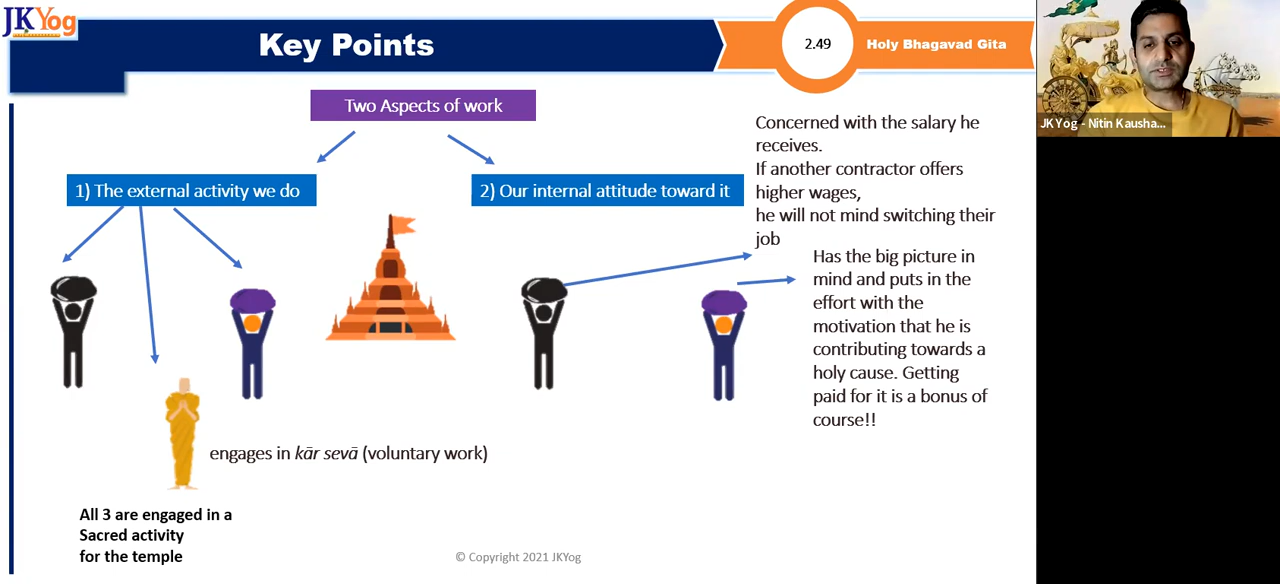 JKYog
Key Points
2.49
Holy Bhagavad Gita
JKYog - Nitin Kausha...
Two Aspects of work
1) The external activity we do
2) Our internal attitude toward it
Concerned with the salary he
receives.
If another contractor offers
higher wages,
he will not mind switching their
job
Has the big picture in
mind and puts in the
effort with the
motivation that he is
contributing towards a
holy cause. Getting
paid for it is a bonus of
course!!
engages in kār sevā (voluntary work)
All 3 are engaged in a
Sacred activity
for the temple
© Copyright 2021 JKYog